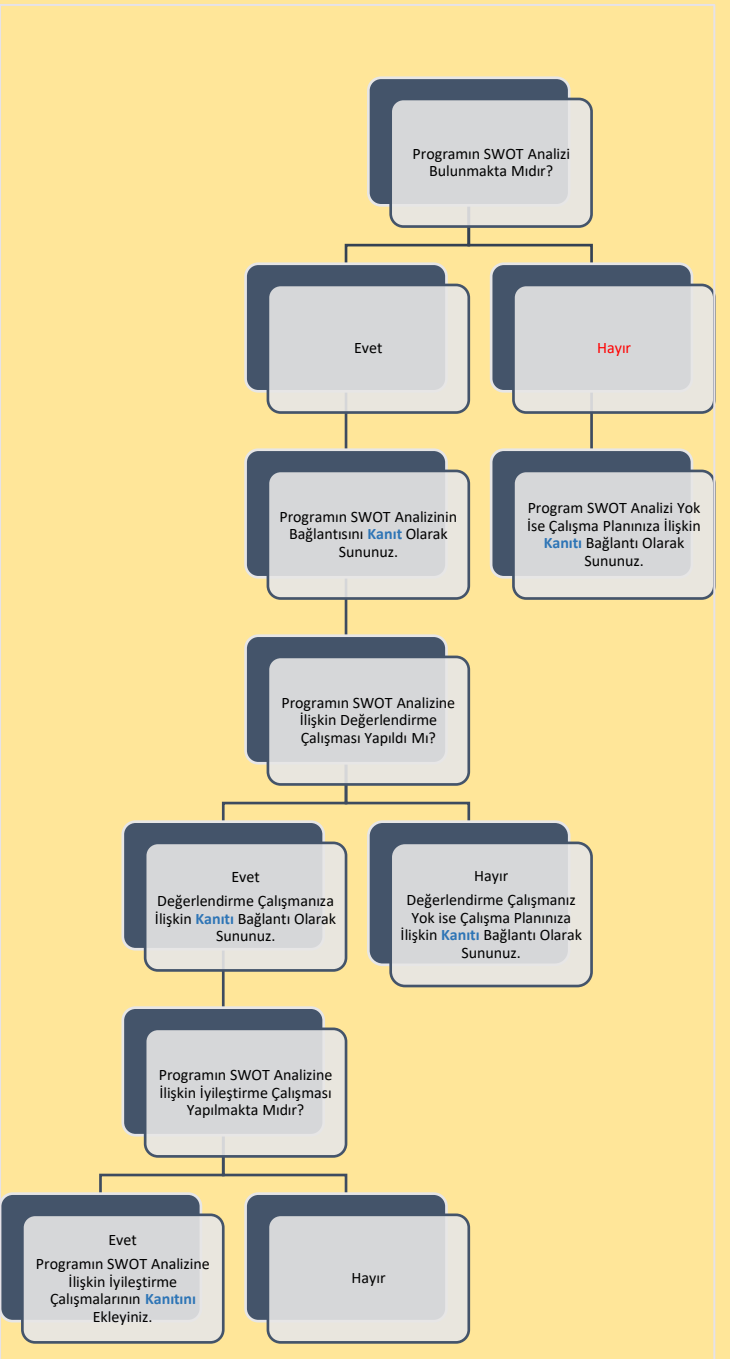 Programın SWOT Analizi
Bulunmakta Mıdır?
Evet
Hayır
Programın SWOT Analizinin
Bağlantısını Kanıt Olarak
Sununuz.
Program SWOT Analizi Yok
İse Çalışma Planınıza İlişkin
Kanıtı Bağlantı Olarak
Sununuz.
Programın SWOT Analizine
İlişkin Değerlendirme
Çalışması Yapıldı Mı?
Evet
Değerlendirme Çalışmanıza
İlişkin Kanıtı Bağlantı Olarak
Sununuz.
Hayır
Değerlendirme Çalışmanız
Yok ise Çalışma Planınıza
İlişkin Kanıtı Bağlantı Olarak
Sununuz.
Programın SWOT Analizine
İlişkin İyileştirme Çalışması
Yapılmakta Mıdır?
Evet
Programın SWOT Analizine
İlişkin İyileştirme
Çalışmalarının Kanıtını
Ekleyiniz.
Hayır